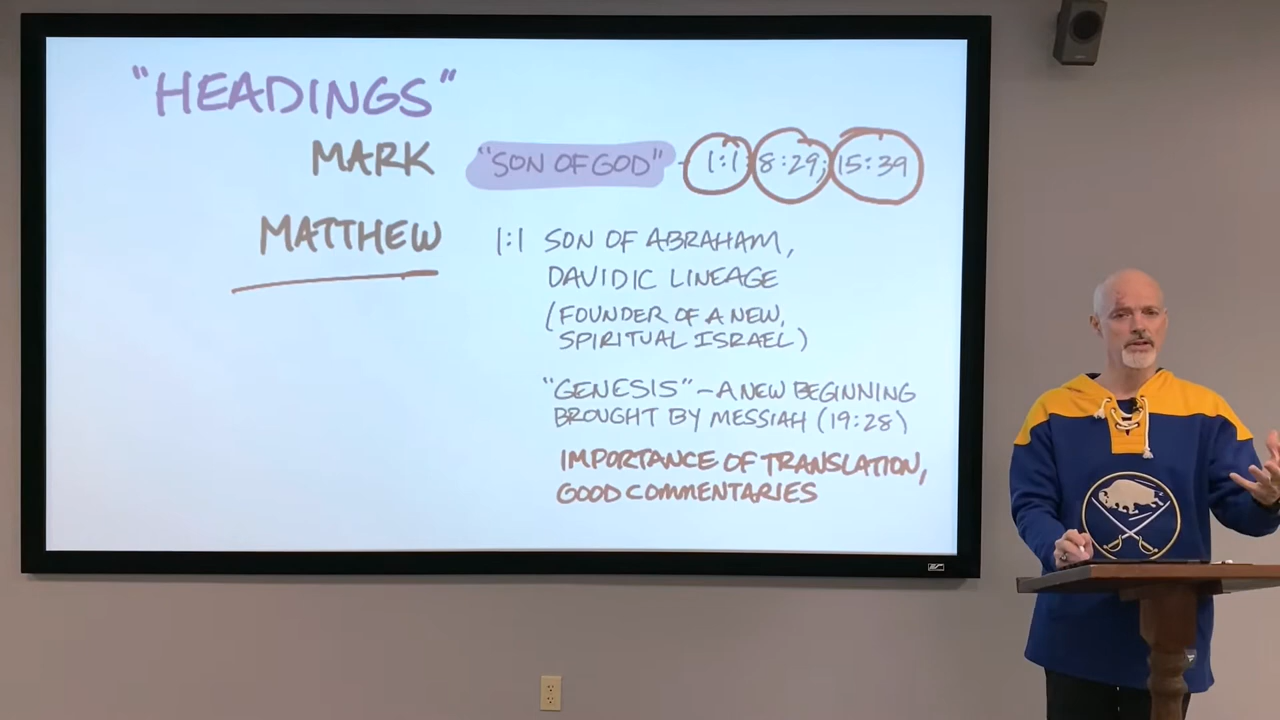 "HEADINGS"
MARK "SON OF GOD" - 1:1 8:29; 15:39
MATTHEW 1:1 SON OF ABRAHAM,
DAVIDIC LINEAGE
(FOUNDER OF A NEW,
SPIRITUAL ISRAEL)
"GENESIS" - A NEW BEGINNING
BROUGHT BY MESSIAH (19:28)
IMPORTANCE OF TRANSLATION,
GOOD COMMENTARIES